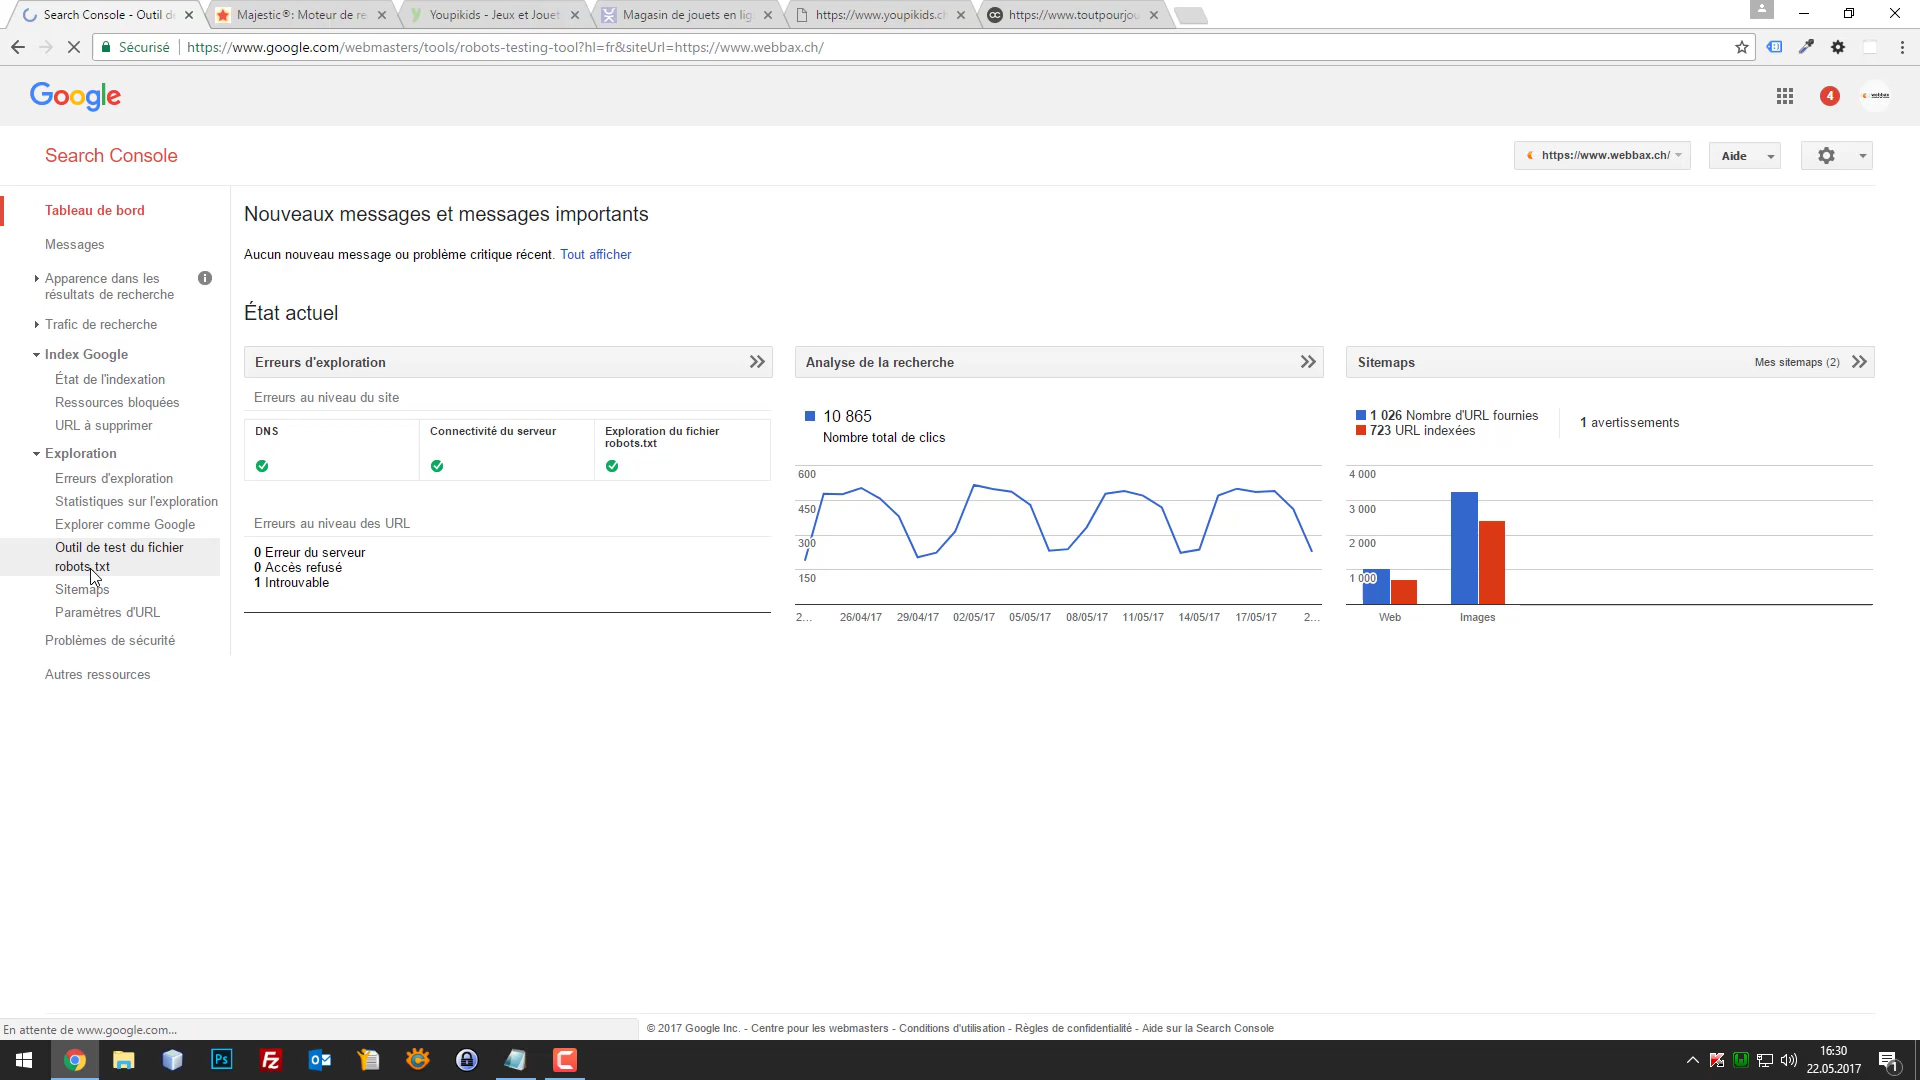 Search Console - Outil d
Majestic®: Moteur de re
Youpikids - Jeux et Jouet
Magasin de jouets en lig
https://www.youpikids.c
https://www.toutpourjou
Sécurisé
https://www.google.com/webmasters/tools/robots-testing-tool?hl=fr&siteUrl=https://www.webbax.ch/
Google
4
webbax
Search Console
https://www.webbax.ch/
Aide
Tableau de bord
Messages
Apparence dans les
résultats de recherche
Trafic de recherche
Index Google
État de l'indexation
Ressources bloquées
URL à supprimer
Exploration
Erreurs d'exploration
Statistiques sur l'exploration
Explorer comme Google
Outil de test du fichier
robots.txt
Sitemaps
Paramètres d'URL
Problèmes de sécurité
Autres ressources
Nouveaux messages et messages importants
Aucun nouveau message ou problème critique récent. Tout afficher
État actuel
Erreurs d'exploration
Erreurs au niveau du site
DNS
Connectivité du serveur
Exploration du fichier
robots.txt
Erreurs au niveau des URL
0 Erreur du serveur
0 Accès refusé
1 Introuvable
Analyse de la recherche
10 865
Nombre total de clics
600
450
300
150
2...
26/04/17
29/04/17
02/05/17
05/05/17
08/05/17
11/05/17
14/05/17
17/05/17
2...
Sitemaps
Mes sitemaps (2)
1 026 Nombre d'URL fournies
723 URL indexées
1 avertissements
4 000
3 000
2 000
1 000
Web
Images
En attente de www.google.com...
© 2017 Google Inc. - Centre pour les webmasters - Conditions d'utilisation - Règles de confidentialité - Aide sur la Search Console
Ps
Fz
16:30
22.05.2017
1